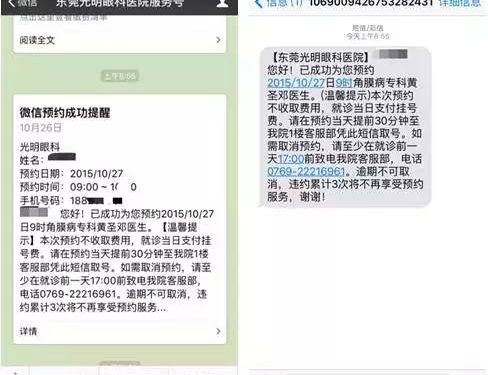 微信
东莞光明眼科医院服务号
点击这里查看缴费清单
阅读全文
上午8:55
微信预约成功提醒
10月26日
光明眼科
姓名:
预约日期:2015/10/27
预约时间:09:00 ~ 1
手机号码:188
您好!已成功为您预约2015/10/27
日9时角膜病专科黄圣邓医生。【温馨提
示】本次预约不收取费用,就诊当日支付挂
号费。请在预约当天提前30分钟至我院1楼
客服部凭此短信取号。如需取消预约,请至
少在就诊前一天17:00前致电我院客服部,
电话0769-22216961。逾期不可取消,违
约累计3次将不再享受预约服务...
详情
信息 (1)
1069009426753282431
详细信息
短信/彩信
今天上午8:55
【东莞光明眼科医院】
您好!已成功为您预约
2015/10/27日9时角膜病专科黄
圣邓医生。(温馨提示)本次预约
不收取费用,就诊当日支付挂号
费。请在预约当天提前30分钟至
我院1楼客服部凭此短信取号。如
需取消预约,请至少在就诊前一
天17:00前致电我院客服部,电话
0769-22216961。逾期不可取
消,违约累计3次将不再享受预约
服务,谢谢!